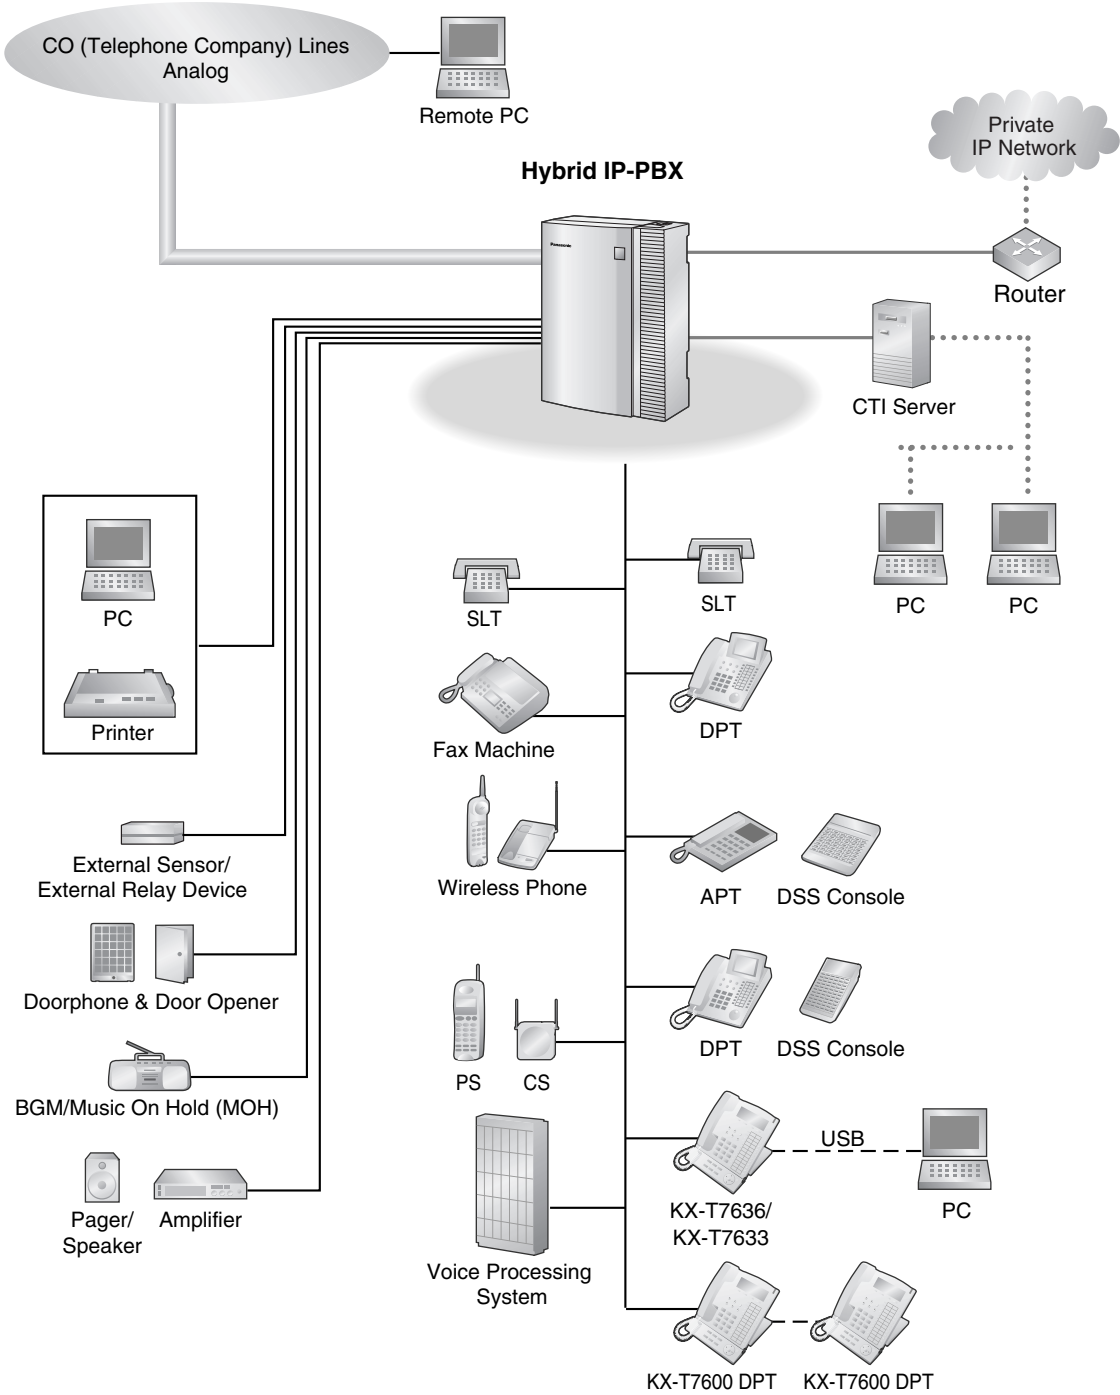 CO (Telephone Company) Lines
Analog
Remote PC
Private
IP Network
Hybrid IP-PBX
Panasonic
Router
CTI Server
PC
PC
PC
Printer
SLT
SLT
Fax Machine
DPT
External Sensor/
External Relay Device
Wireless Phone
APT
DSS Console
Doorphone & Door Opener
PS
CS
DPT
DSS Console
BGM/Music On Hold (MOH)
USB
Pager/
Speaker
Amplifier
KX-T7636/
KX-T7633
PC
Voice Processing
System
KX-T7600 DPT
KX-T7600 DPT